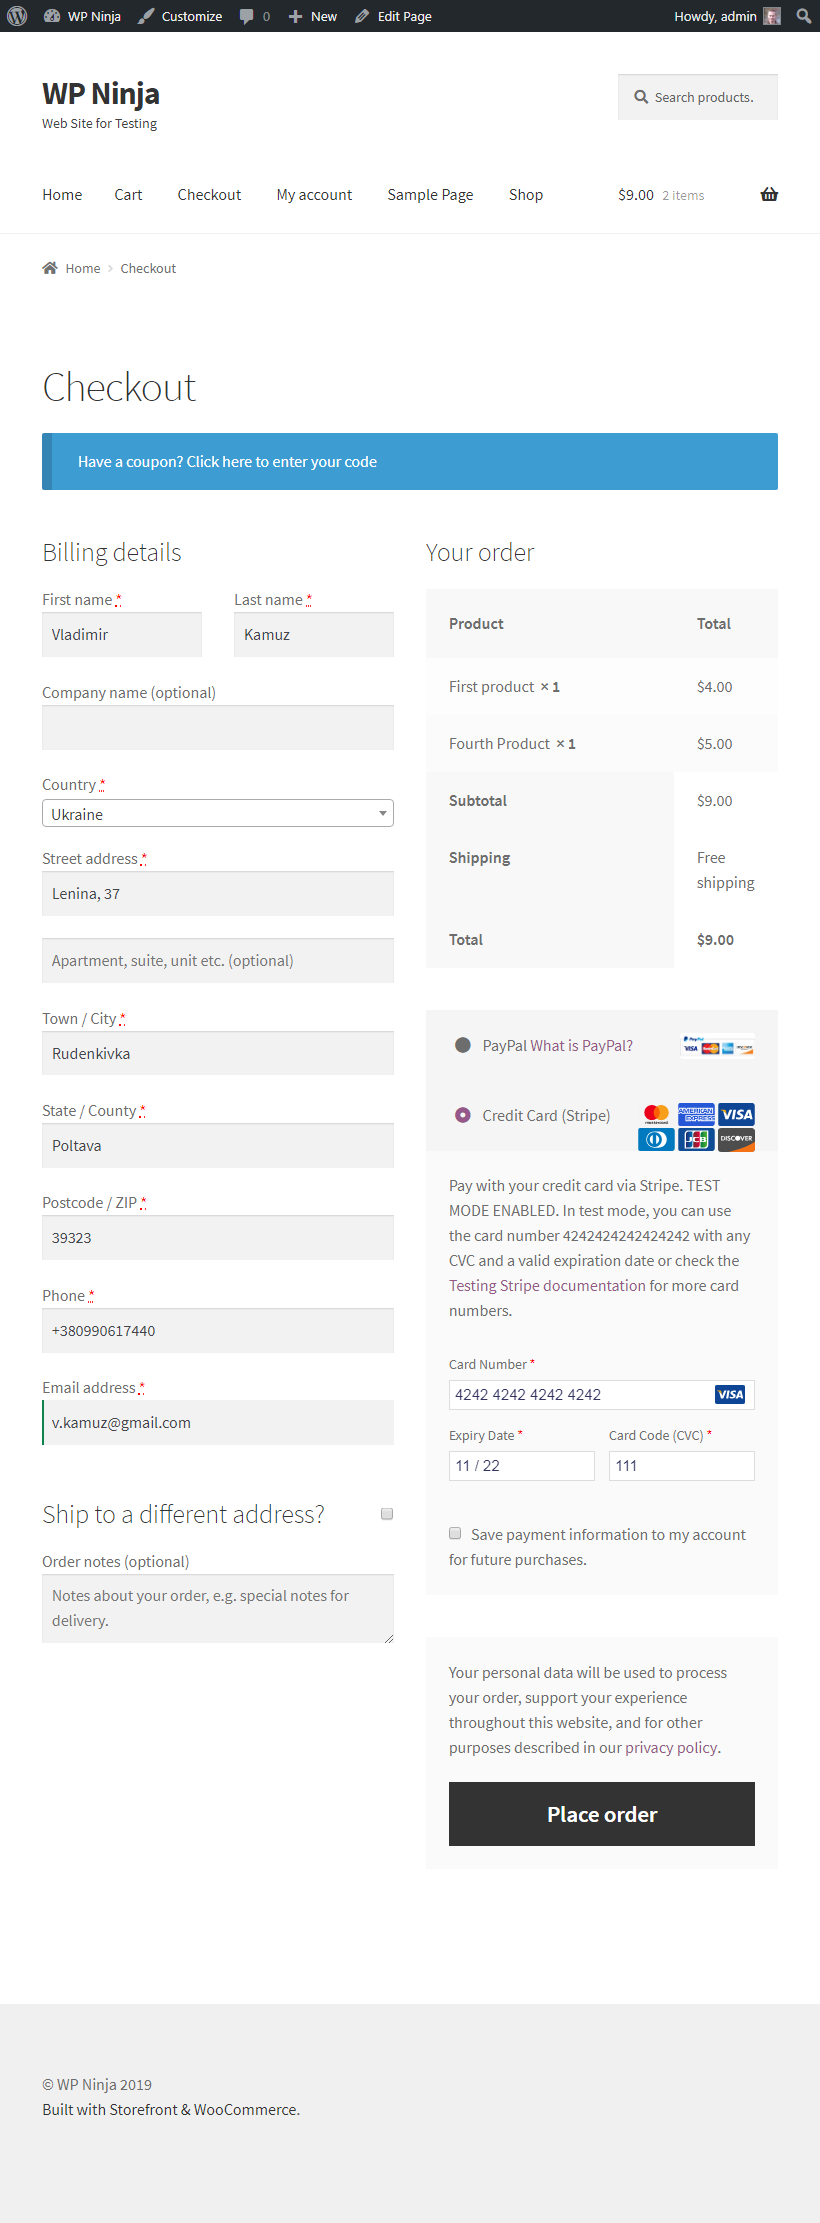 WP Ninja Customize 0 New Edit Page Howdy, admin
WP Ninja
Web Site for Testing
Search products.
Home Cart Checkout My account Sample Page Shop $9.00 2 items
Home Checkout
Checkout
Have a coupon? Click here to enter your code
Billing details
First name * Last name *
Vladimir Kamuz
Company name (optional)
Country *
Ukraine
Street address *
Lenina, 37
Apartment, suite, unit etc. (optional)
Town / City *
Rudenkivka
State / County *
Poltava
Postcode / ZIP *
39323
Phone *
+380990617440
Email address *
v.kamuz@gmail.com
Ship to a different address?
Order notes (optional)
Notes about your order, e.g. special notes for
delivery.
Your order
Product Total
First product × 1 $4.00
Fourth Product × 1 $5.00
Subtotal $9.00
Shipping Free
shipping
Total $9.00
PayPal What is PayPal? PayPal VISA
Credit Card (Stripe) mastercard AMERICAN EXPRESS VISA
JCB DISCOVER
Pay with your credit card via Stripe. TEST
MODE ENABLED. In test mode, you can use
the card number 4242424242424242 with any
CVC and a valid expiration date or check the
Testing Stripe documentation for more card
numbers.
Card Number *
4242 4242 4242 4242 VISA
Expiry Date * Card Code (CVC) *
11 / 22 111
Save payment information to my account
for future purchases.
Your personal data will be used to process
your order, support your experience
throughout this website, and for other
purposes described in our privacy policy.
Place order
© WP Ninja 2019
Built with Storefront & WooCommerce.